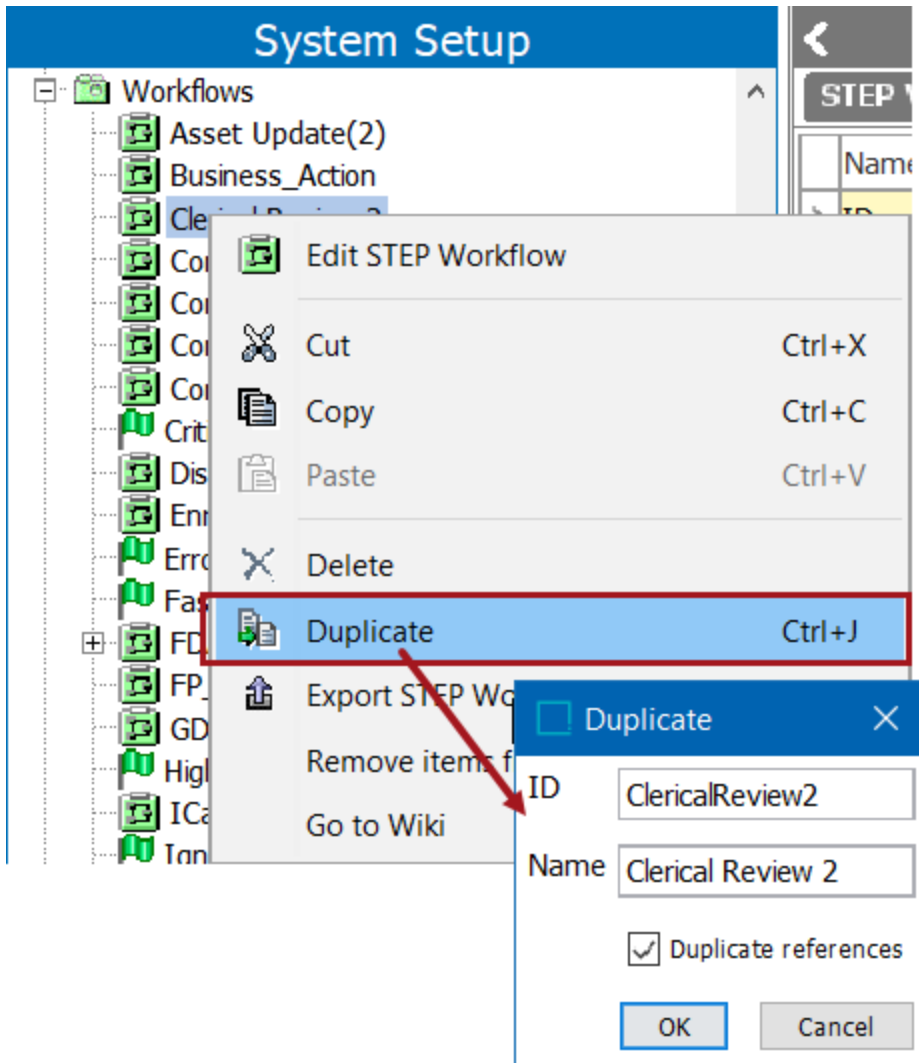 System Setup
Workflows
STEP
Asset Update(2)
Name
Business_Action
Edit STEP Workflow
Cut Ctrl+X
Copy Ctrl+C
Paste Ctrl+V
Delete
Duplicate Ctrl+J
Export STEP Wo
Remove items f
Go to Wiki
Duplicate
ID ClericalReview2
Name Clerical Review 2
Duplicate references
OK Cancel